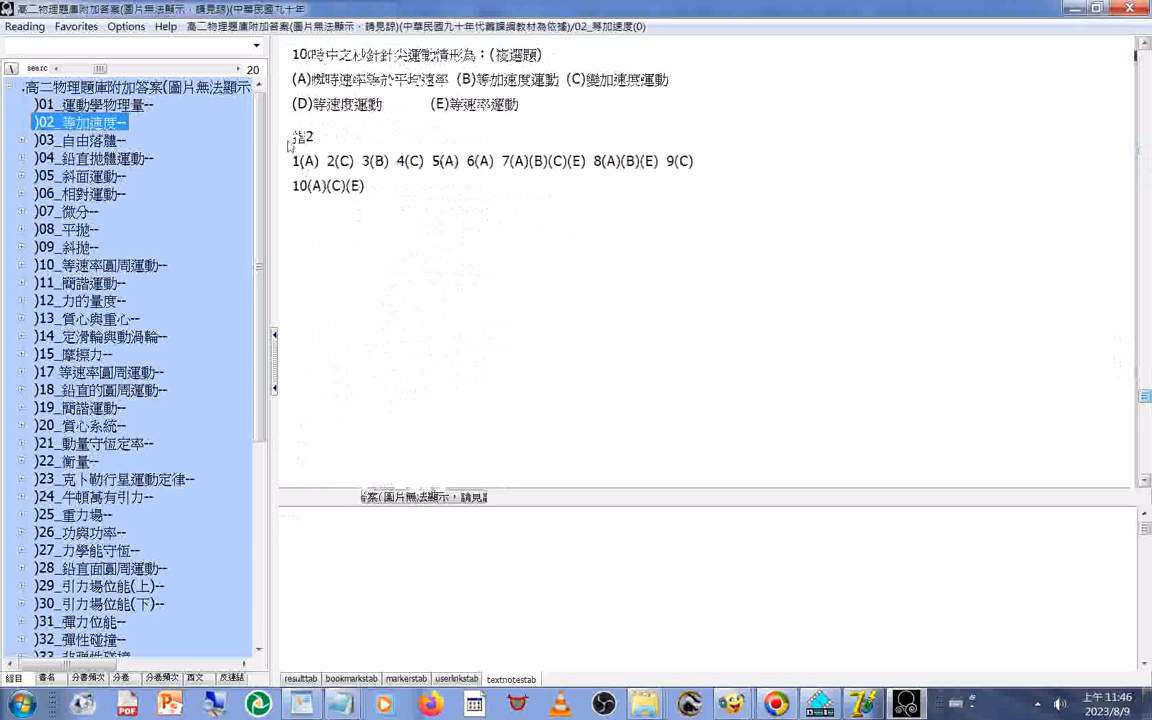 高二物理題庫附加答案(圖片無法顯示，請見諒)(中華民國九十年
Reading Favorites Options Help 高二物理題庫附加答案(圖片無法顯示，請見諒)(中華民國九十年代舊課綱教材為依據)/02_等加速度(0)
searc
20
.高二物理題庫附加答案(圖片無法顯示
)01_運動學物理量--
)02_等加速度--
)03_自由落體--
)04_鉛直拋體運動--
)05_斜面運動--
)06_相對運動--
)07_微分--
)08_平拋--
)09_斜拋--
)10_等速率圓周運動--
)11_簡諧運動--
)12_力的量度--
)13_質心與重心--
)14_定滑輪與動滑輪--
)15_摩擦力--
)17 等速率圓周運動--
)18_鉛直的圓周運動--
)19_簡諧運動--
)20_質心系統--
)21_動量守恆定率--
)22_衝量--
)23_克卜勒行星運動定律--
)24_牛頓萬有引力--
)25_重力場--
)26_功與功率--
)27_力學能守恆--
)28_鉛直面圓周運動--
)29_引力場位能(上)--
)30_引力場位能(下)--
)31_彈力位能--
)32_彈性碰撞--
經目 書名 分書頻次 分卷 分卷頻次 西文 反連結
10時中之秒針針尖運動情形為：(複選題)
(A)瞬時速率等於平均速率 (B)等加速度運動 (C)變加速度運動
(D)等速度運動 (E)等速率運動
1(A) 2(C) 3(B) 4(C) 5(A) 6(A) 7(A)(B)(C)(E) 8(A)(B)(E) 9(C)
10(A)(C)(E)
答案(圖片無法顯示，請見
resulttab bookmarkstab markerstab userlinkstab textnotestab
上午 11:46
2023/8/9